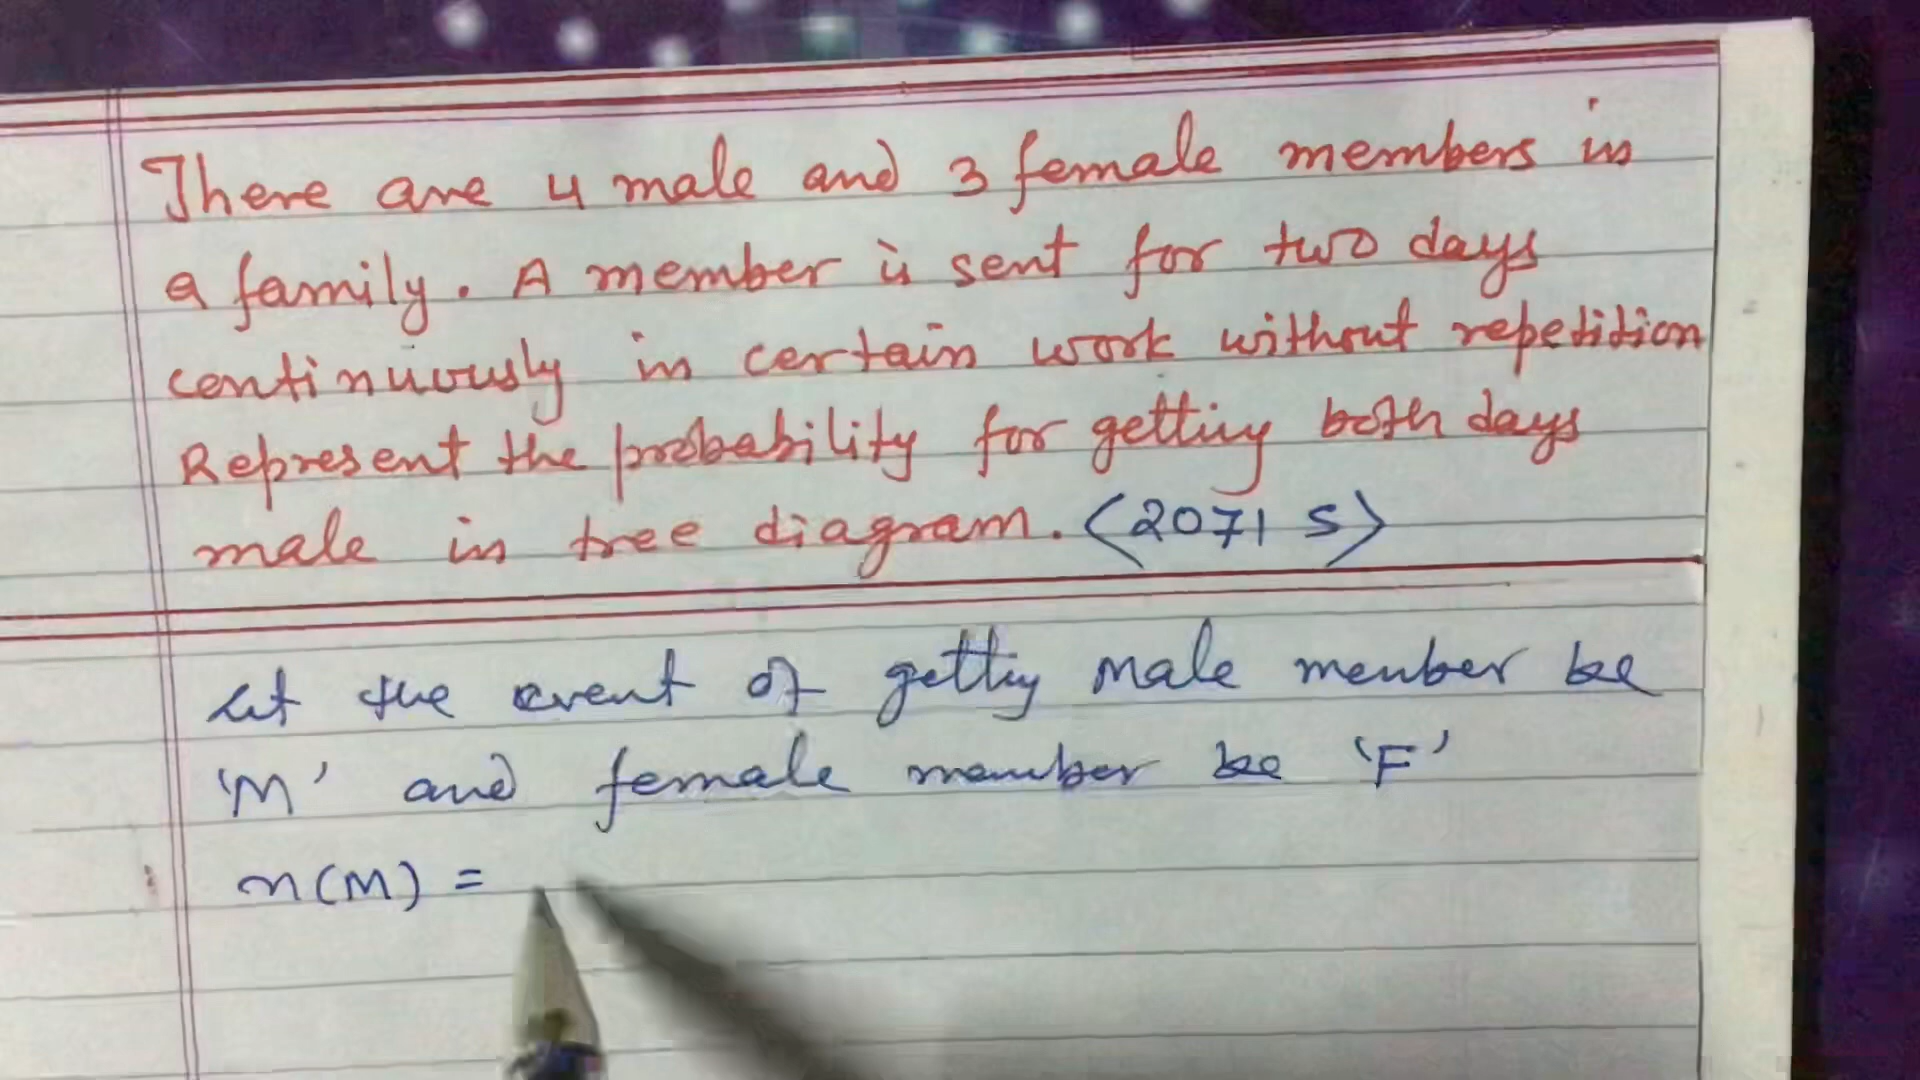 There are 4 male and 3 female members in
a family. A member is sent for two days
continuously in certain work without repetition
Represent the probability for getting both days
male in tree diagram. <2071 S>
Let the event of getting male member be
'M' and female member be 'F'
n(M) =